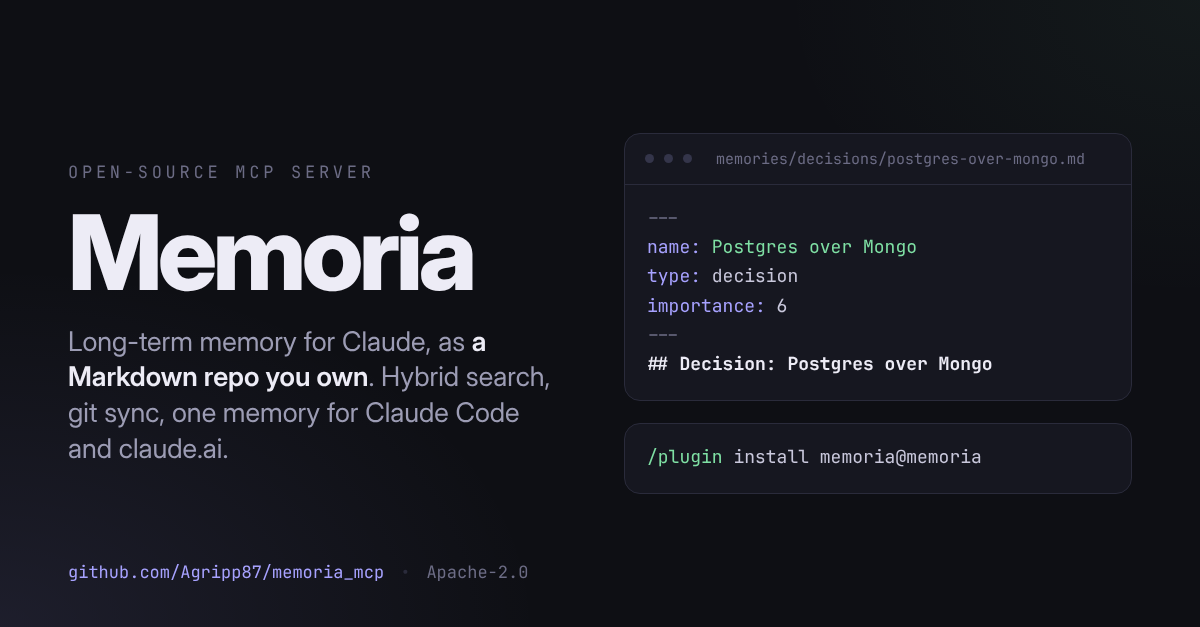 OPEN-SOURCE MCP SERVER
Memoria
Long-term memory for Claude, as a
Markdown repo you own. Hybrid search,
git sync, one memory for Claude Code
and claude.ai.
github.com/Agripp87/memoria_mcp · Apache-2.0
memories/decisions/postgres-over-mongo.md
---
name: Postgres over Mongo
type: decision
importance: 6
---
## Decision: Postgres over Mongo
/plugin install memoria@memoria